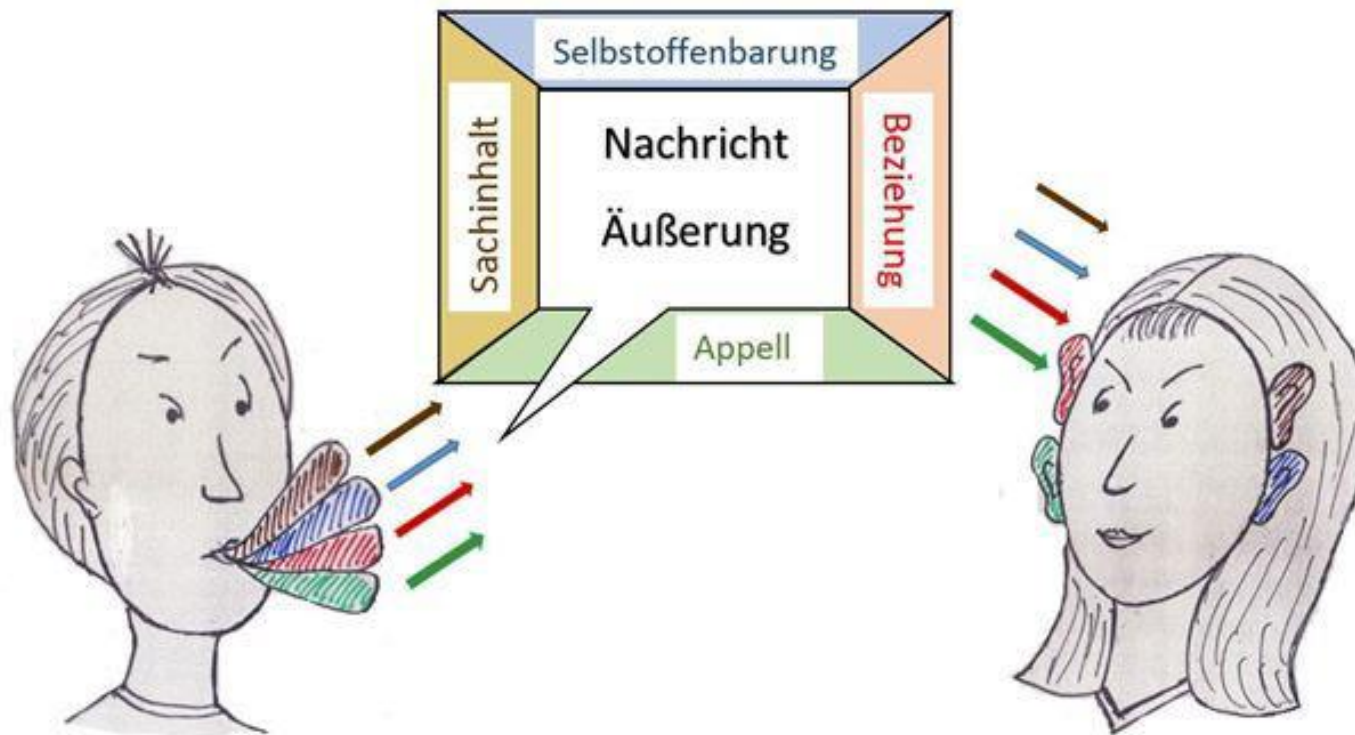 Selbstoffenbarung
Sachinhalt
Nachricht
Äußerung
Beziehung
Appell